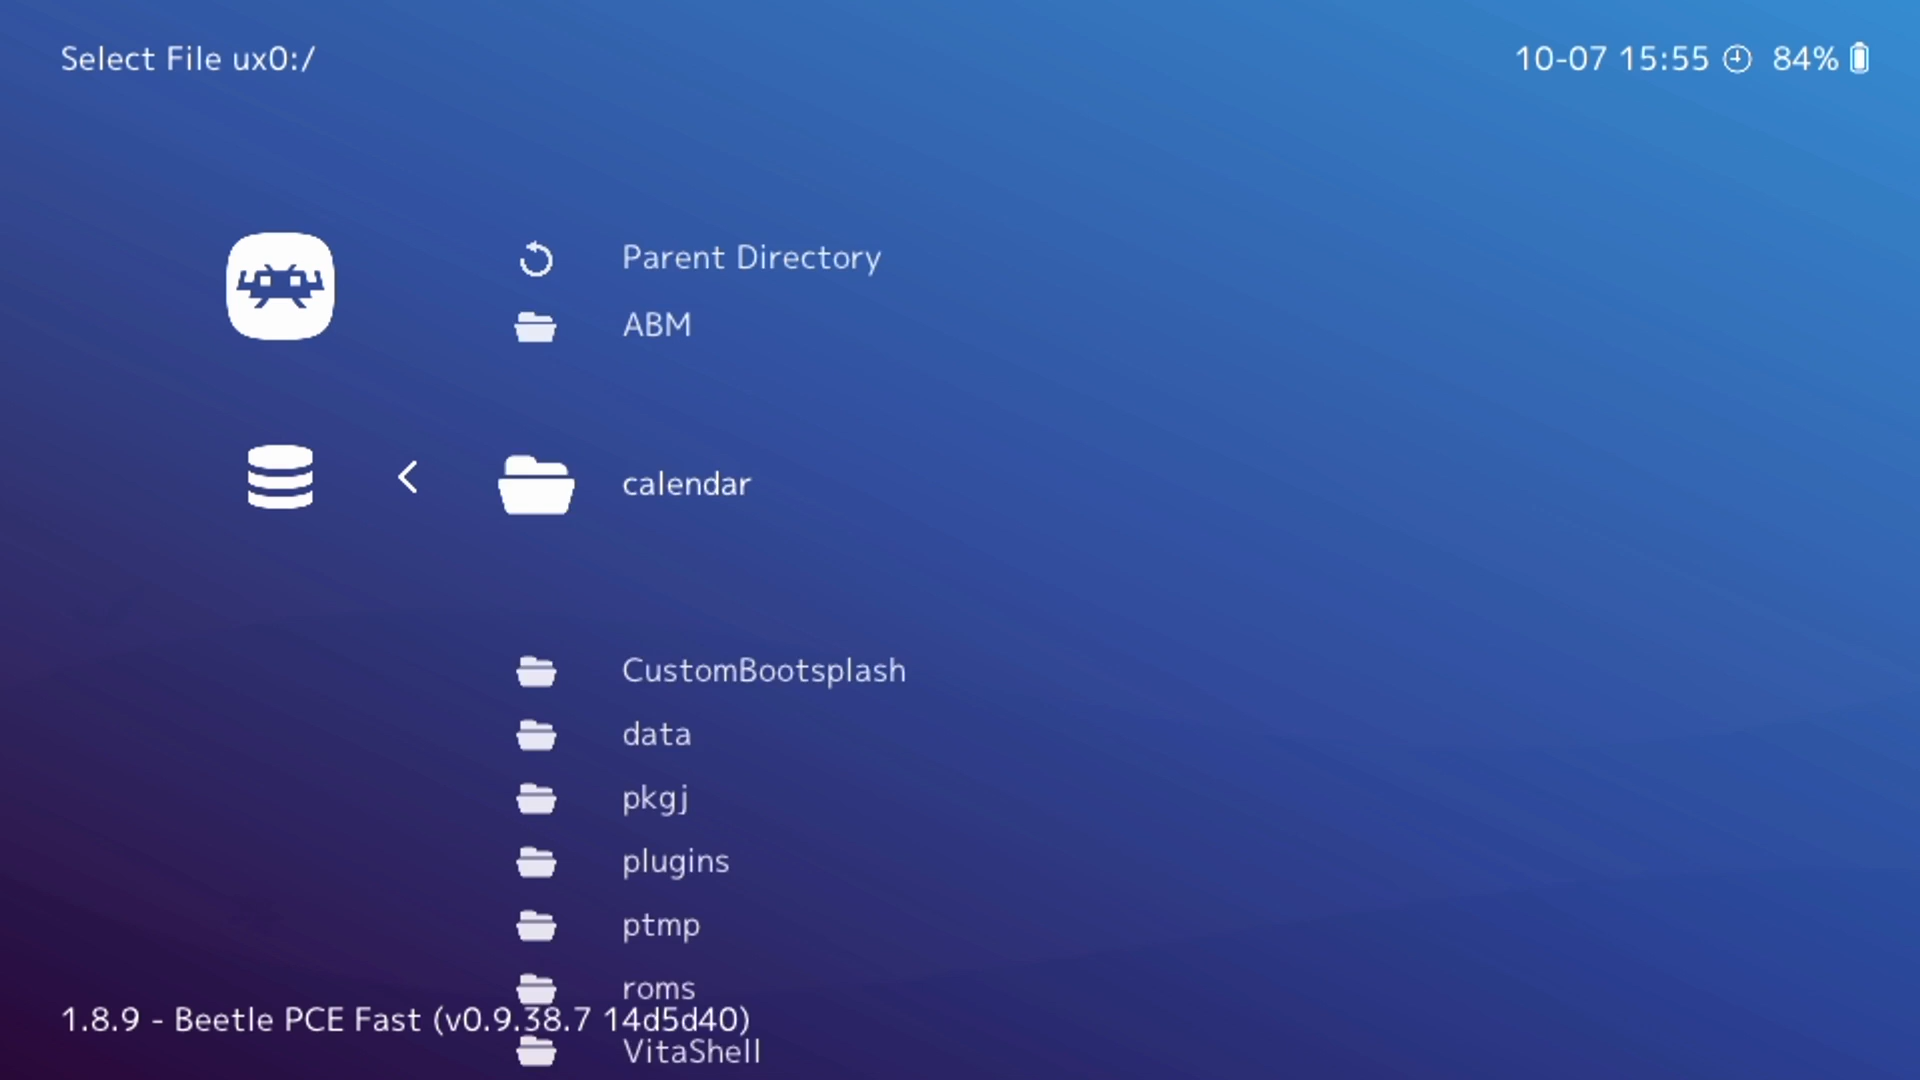 Select File ux0:/
10-07 15:55 84%
Parent Directory
ABM
calendar
CustomBootsplash
data
pkgj
plugins
ptmp
roms
1.8.9 - Beetle PCE Fast (v0.9.38.7 14d5d40)
VitaShell